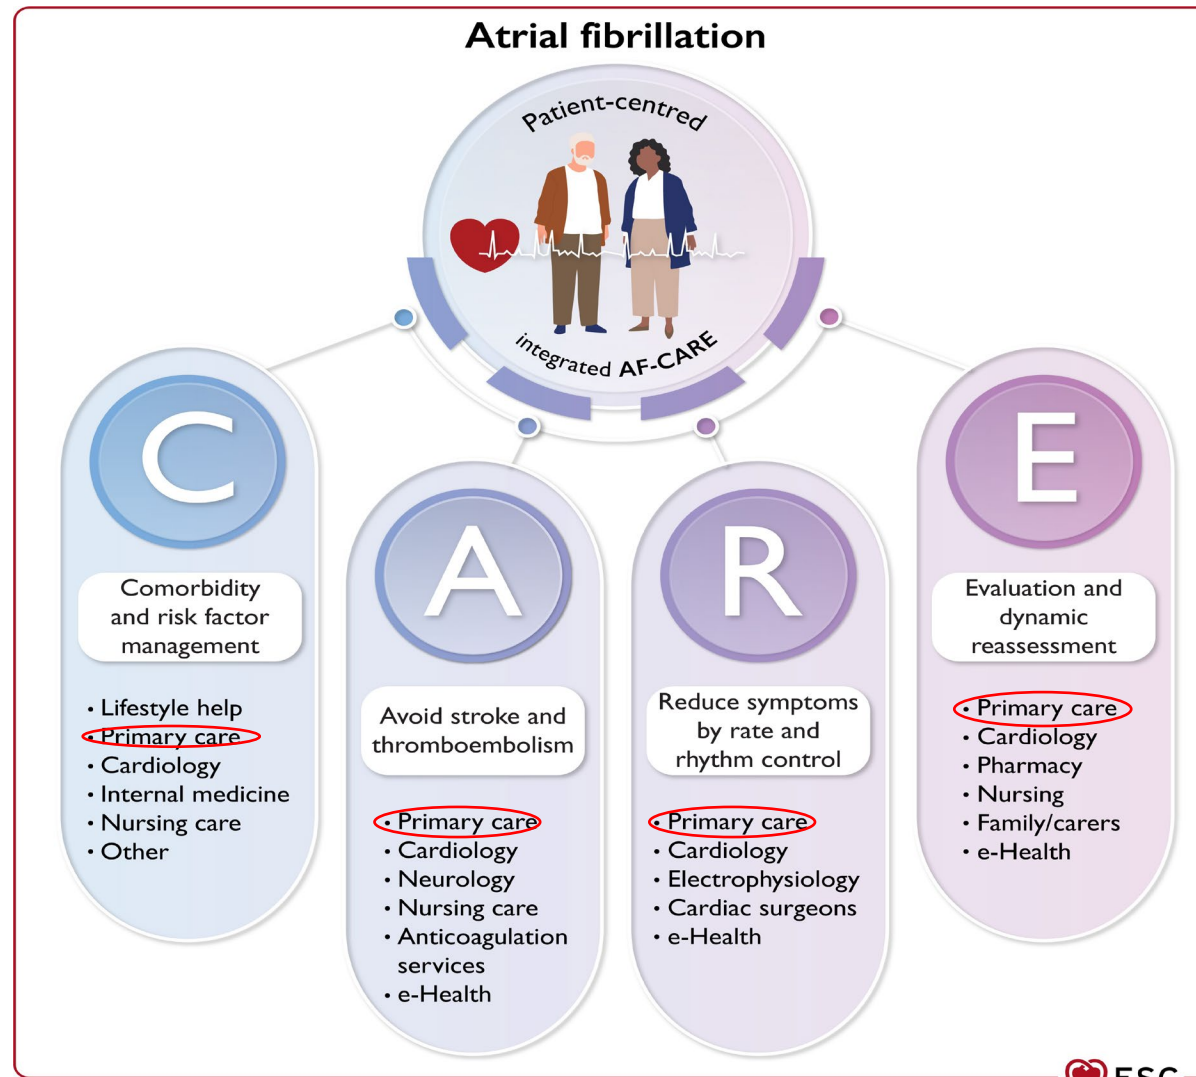 Atrial fibrillation
Patient-centred
integrated AF-CARE
C
Comorbidity
and risk factor
management
• Lifestyle help
• Primary care
• Cardiology
• Internal medicine
• Nursing care
• Other
A
Avoid stroke and
thromboembolism
• Primary care
• Cardiology
• Neurology
• Nursing care
• Anticoagulation
services
• e-Health
R
Reduce symptoms
by rate and
rhythm control
• Primary care
• Cardiology
• Electrophysiology
• Cardiac surgeons
• e-Health
E
Evaluation and
dynamic
reassessment
• Primary care
• Cardiology
• Pharmacy
• Nursing
• Family/carers
• e-Health
ESC